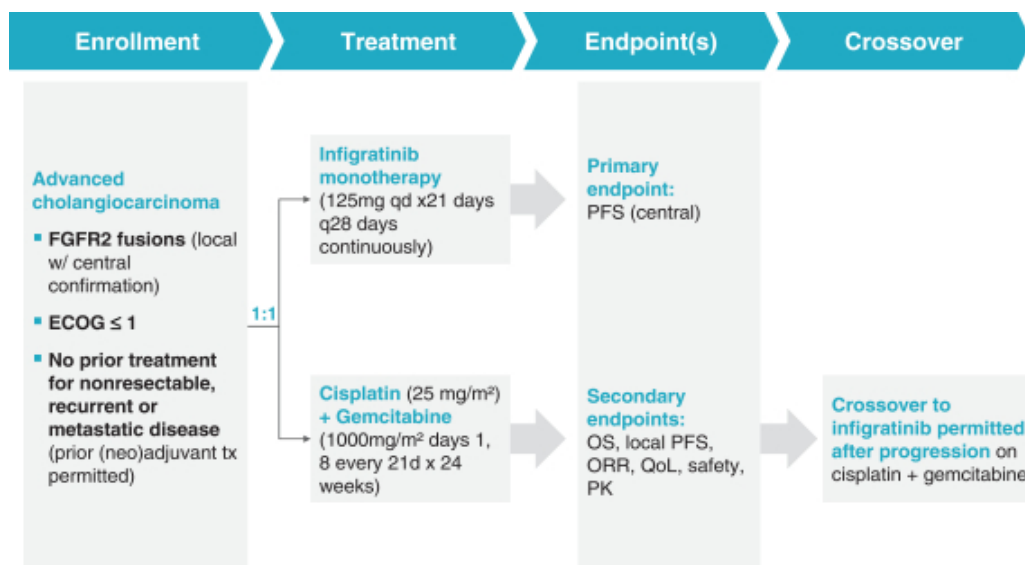 Enrollment
Treatment
Endpoint(s)
Crossover
Advanced
cholangiocarcinoma
▪ FGFR2 fusions (local
w/ central
confirmation)
▪ ECOG ≤ 1
▪ No prior treatment
for nonresectable,
recurrent or
metastatic disease
(prior (neo)adjuvant tx
permitted)
1:1
Infigratinib
monotherapy
(125mg qd x21 days
q28 days
continuously)
Cisplatin (25 mg/m²)
+ Gemcitabine
(1000mg/m² days 1,
8 every 21d x 24
weeks)
Primary
endpoint:
PFS (central)
Secondary
endpoints:
OS, local PFS,
ORR, QoL, safety,
PK
Crossover to
infigratinib permitted
after progression on
cisplatin + gemcitabine